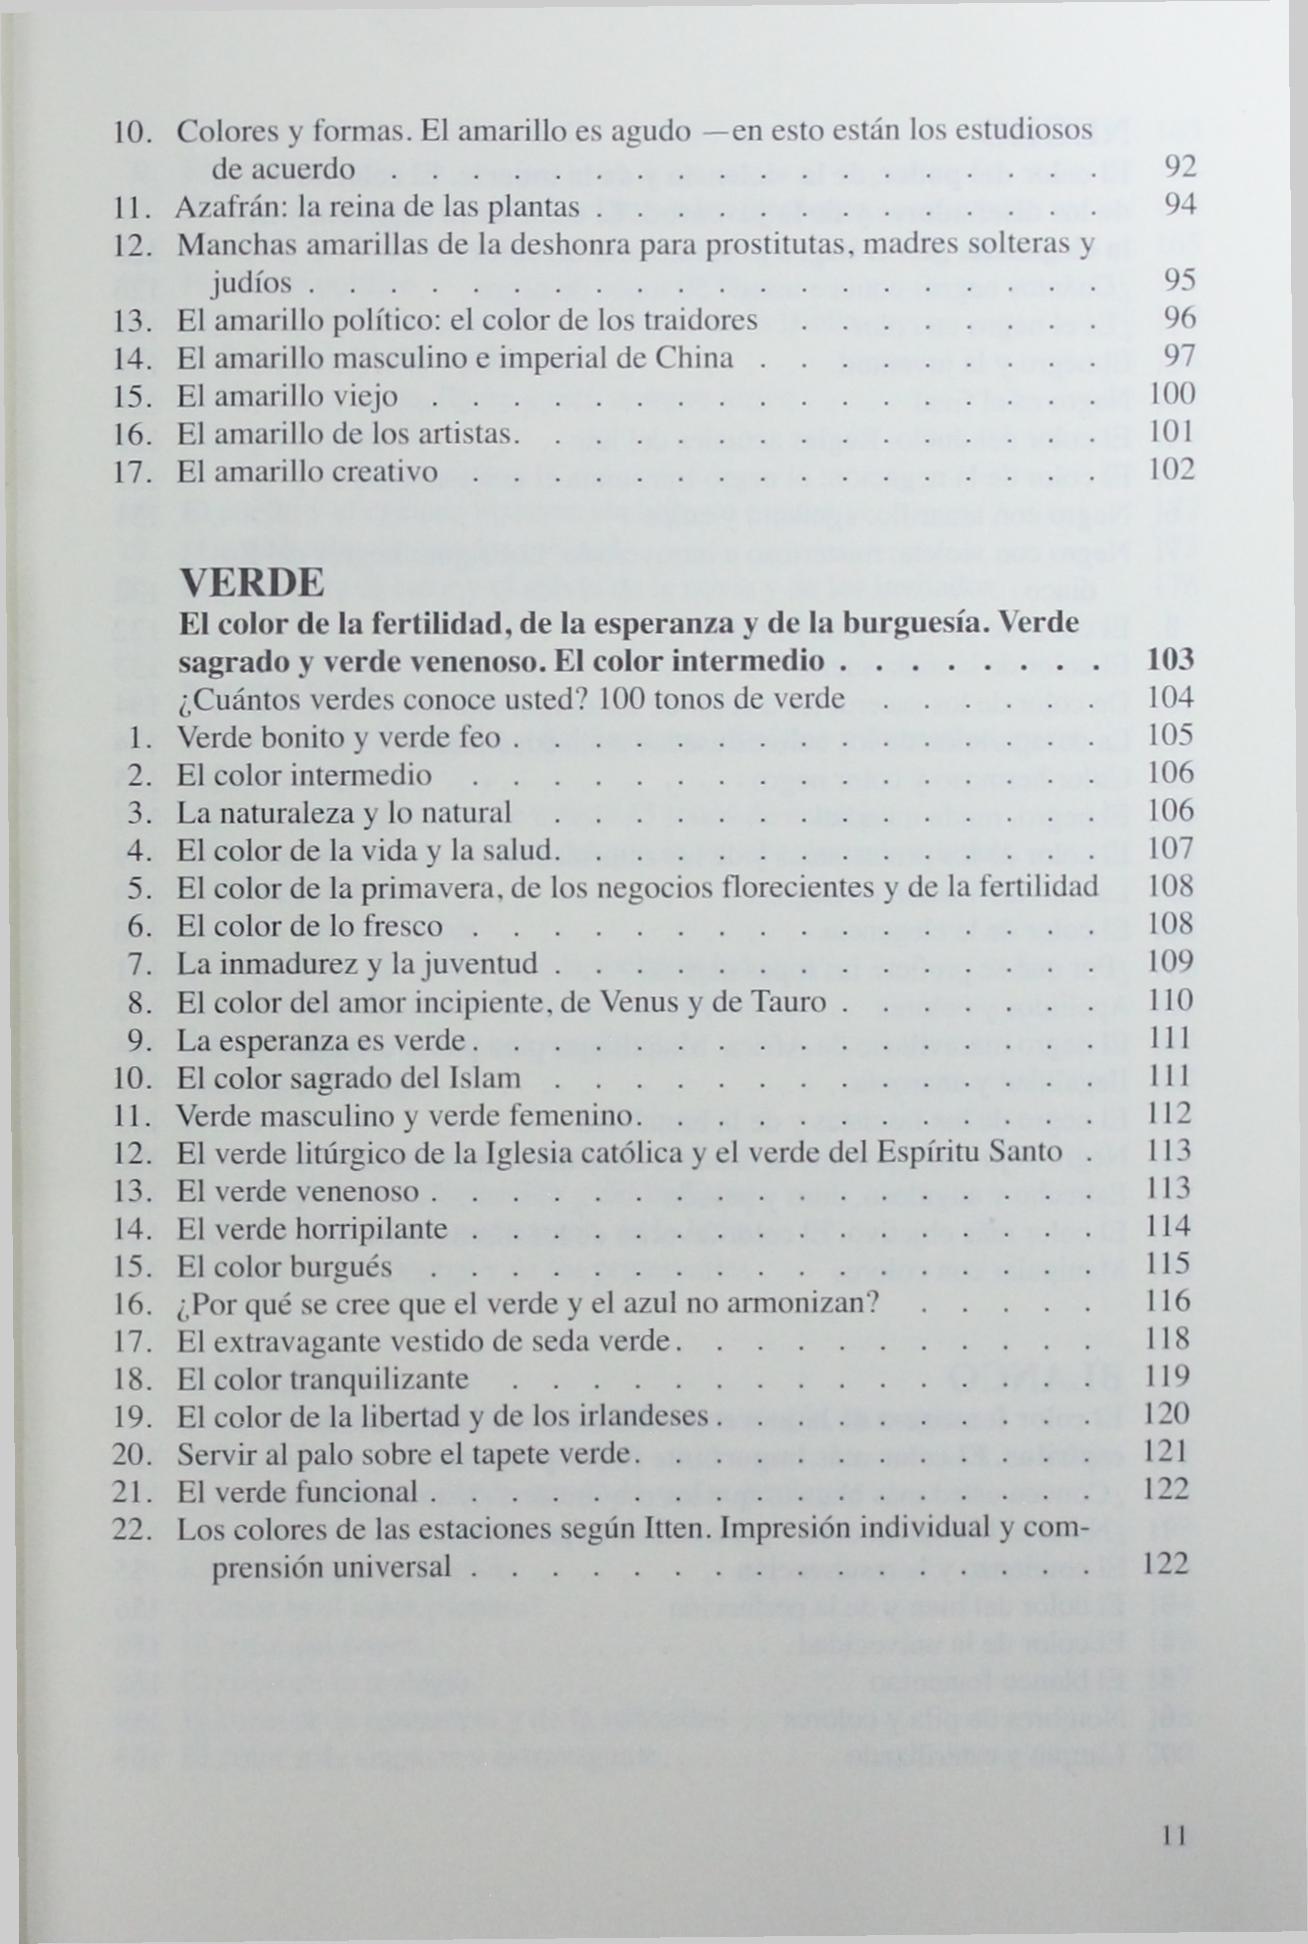 10. Colores y formas. El amarillo es agudo —en esto están los estudiosos
de acuerdo . . . . . . . . . . . . . . . 92
11. Azafrán: la reina de las plantas . . . . . . . . . . . . . 94
12. Manchas amarillas de la deshonra para prostitutas, madres solteras y
judíos . . . . . . . . . . . . . . . . . . 95
13. El amarillo político: el color de los traidores . . . . . . . . 96
14. El amarillo masculino e imperial de China . . . . . . . . . 97
15. El amarillo viejo . . . . . . . . . . . . . . . 100
16. El amarillo de los artistas. . . . . . . . . . . . . . . 101
17. El amarillo creativo . . . . . . . . . . . . . . . . 102
VERDE
El color de la fertilidad, de la esperanza y de la burguesía. Verde
sagrado y verde venenoso. El color intermedio . . . . . . . . 103
¿Cuántos verdes conoce usted? 100 tonos de verde . . . . . . 104
1. Verde bonito y verde feo . . . . . . . . . . . . . . . 105
2. El color intermedio . . . . . . . . . . . . . . . . 106
3. La naturaleza y lo natural . . . . . . . . . . . . . . 106
4. El color de la vida y la salud. . . . . . . . . . . . . . 107
5. El color de la primavera, de los negocios florecientes y de la fertilidad 108
6. El color de lo fresco . . . . . . . . . . . . . . . . 108
7. La inmadurez y la juventud . . . . . . . . . . . . . . 109
8. El color del amor incipiente, de Venus y de Tauro . . . . . . . 110
9. La esperanza es verde . . . . . . . . . . . . . . . . 111
10. El color sagrado del Islam . . . . . . . . . . . . . . 111
11. Verde masculino y verde femenino. . . . . . . . . . . . 112
12. El verde litúrgico de la Iglesia católica y el verde del Espíritu Santo . 113
13. El verde venenoso . . . . . . . . . . . . . . . . . 113
14. El verde horripilante . . . . . . . . . . . . . . . . 114
15. El color burgués . . . . . . . . . . . . . . . . . 115
16. ¿Por qué se cree que el verde y el azul no armonizan? . . . . . 116
17. El extravagante vestido de seda verde. . . . . . . . . . . 118
18. El color tranquilizante . . . . . . . . . . . . . . . 119
19. El color de la libertad y de los irlandeses . . . . . . . . . . 120
20. Servir al palo sobre el tapete verde. . . . . . . . . . . . 121
21. El verde funcional . . . . . . . . . . . . . . . . . 122
22. Los colores de las estaciones según Itten. Impresión individual y com-
prensión universal . . . . . . . . . . . . . . . . 122
11